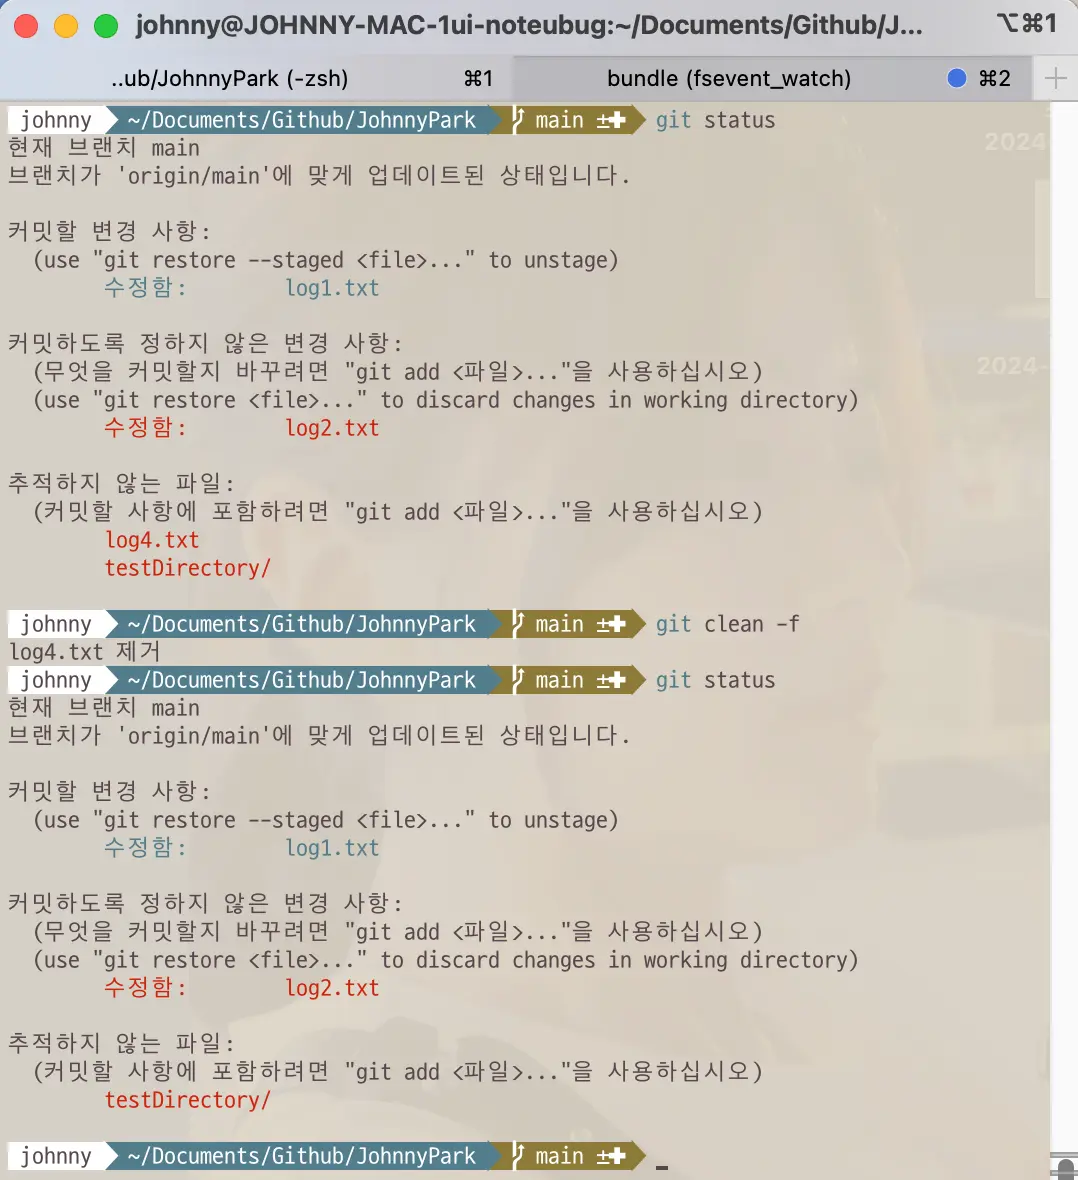 johnny@JOHNNY-MAC-1ui-noteubug:~/Documents/Github/J... ⌥⌘1
..ub/JohnnyPark (-zsh) ⌘1 bundle (fsevent_watch) ⌘2 +
johnny ~/Documents/Github/JohnnyPark main ±✚ git status
현재 브랜치 main
브랜치가 'origin/main'에 맞게 업데이트된 상태입니다.
커밋할 변경 사항:
(use "git restore --staged <file>..." to unstage)
수정함: log1.txt
커밋하도록 정하지 않은 변경 사항:
(무엇을 커밋할지 바꾸려면 "git add <파일>..."을 사용하십시오)
(use "git restore <file>..." to discard changes in working directory)
수정함: log2.txt
추적하지 않는 파일:
(커밋할 사항에 포함하려면 "git add <파일>..."을 사용하십시오)
log4.txt
testDirectory/
johnny ~/Documents/Github/JohnnyPark main ±✚ git clean -f
log4.txt 제거
johnny ~/Documents/Github/JohnnyPark main ±✚ git status
현재 브랜치 main
브랜치가 'origin/main'에 맞게 업데이트된 상태입니다.
커밋할 변경 사항:
(use "git restore --staged <file>..." to unstage)
수정함: log1.txt
커밋하도록 정하지 않은 변경 사항:
(무엇을 커밋할지 바꾸려면 "git add <파일>..."을 사용하십시오)
(use "git restore <file>..." to discard changes in working directory)
수정함: log2.txt
추적하지 않는 파일:
(커밋할 사항에 포함하려면 "git add <파일>..."을 사용하십시오)
testDirectory/
johnny ~/Documents/Github/JohnnyPark main ±✚
2024
2024-